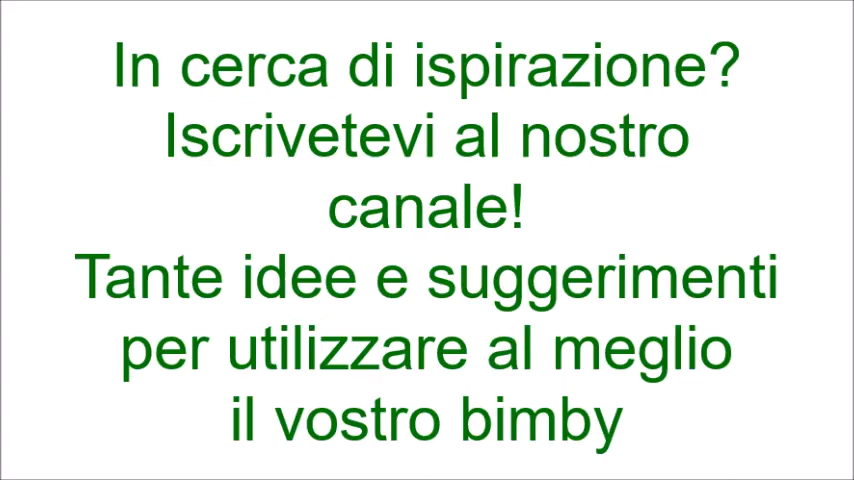 In cerca di ispirazione?
Iscrivetevi al nostro
canale!
Tante idee e suggerimenti
per utilizzare al meglio
il vostro bimby